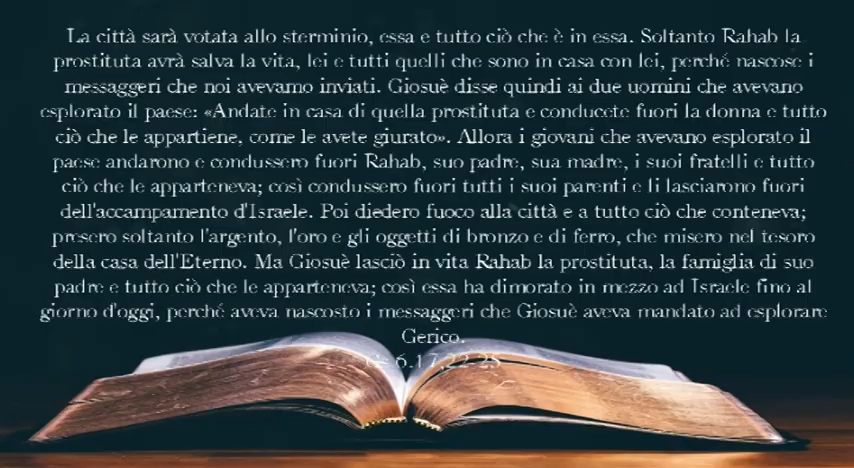 La città sarà votata allo sterminio, essa e tutto ciò che è in essa. Soltanto Rahab la
prostituta avrà salva la vita, lei e tutti quelli che sono in casa con lei, perché nascose i
messaggeri che noi avevamo inviati. Giosuè disse quindi ai due uomini che avevano
esplorato il paese: «Andate in casa di quella prostituta e conducete fuori la donna e tutto
ciò che le appartiene, come le avete giurato». Allora i giovani che avevano esplorato il
paese andarono e condussero fuori Rahab, suo padre, sua madre, i suoi fratelli e tutto
ciò che le apparteneva; così condussero fuori tutti i suoi parenti e li lasciarono fuori
dell'accampamento d'Israele. Poi diedero fuoco alla città e a tutto ciò che conteneva;
presero soltanto l'argento, l'oro e gli oggetti di bronzo e di ferro, che misero nel tesoro
della casa dell'Eterno. Ma Giosuè lasciò in vita Rahab la prostituta, la famiglia di suo
padre e tutto ciò che le apparteneva; così essa ha dimorato in mezzo ad Israele fino al
giorno d'oggi, perché aveva nascosto i messaggeri che Giosuè aveva mandato ad esplorare
Gerico.
6.17,22-25